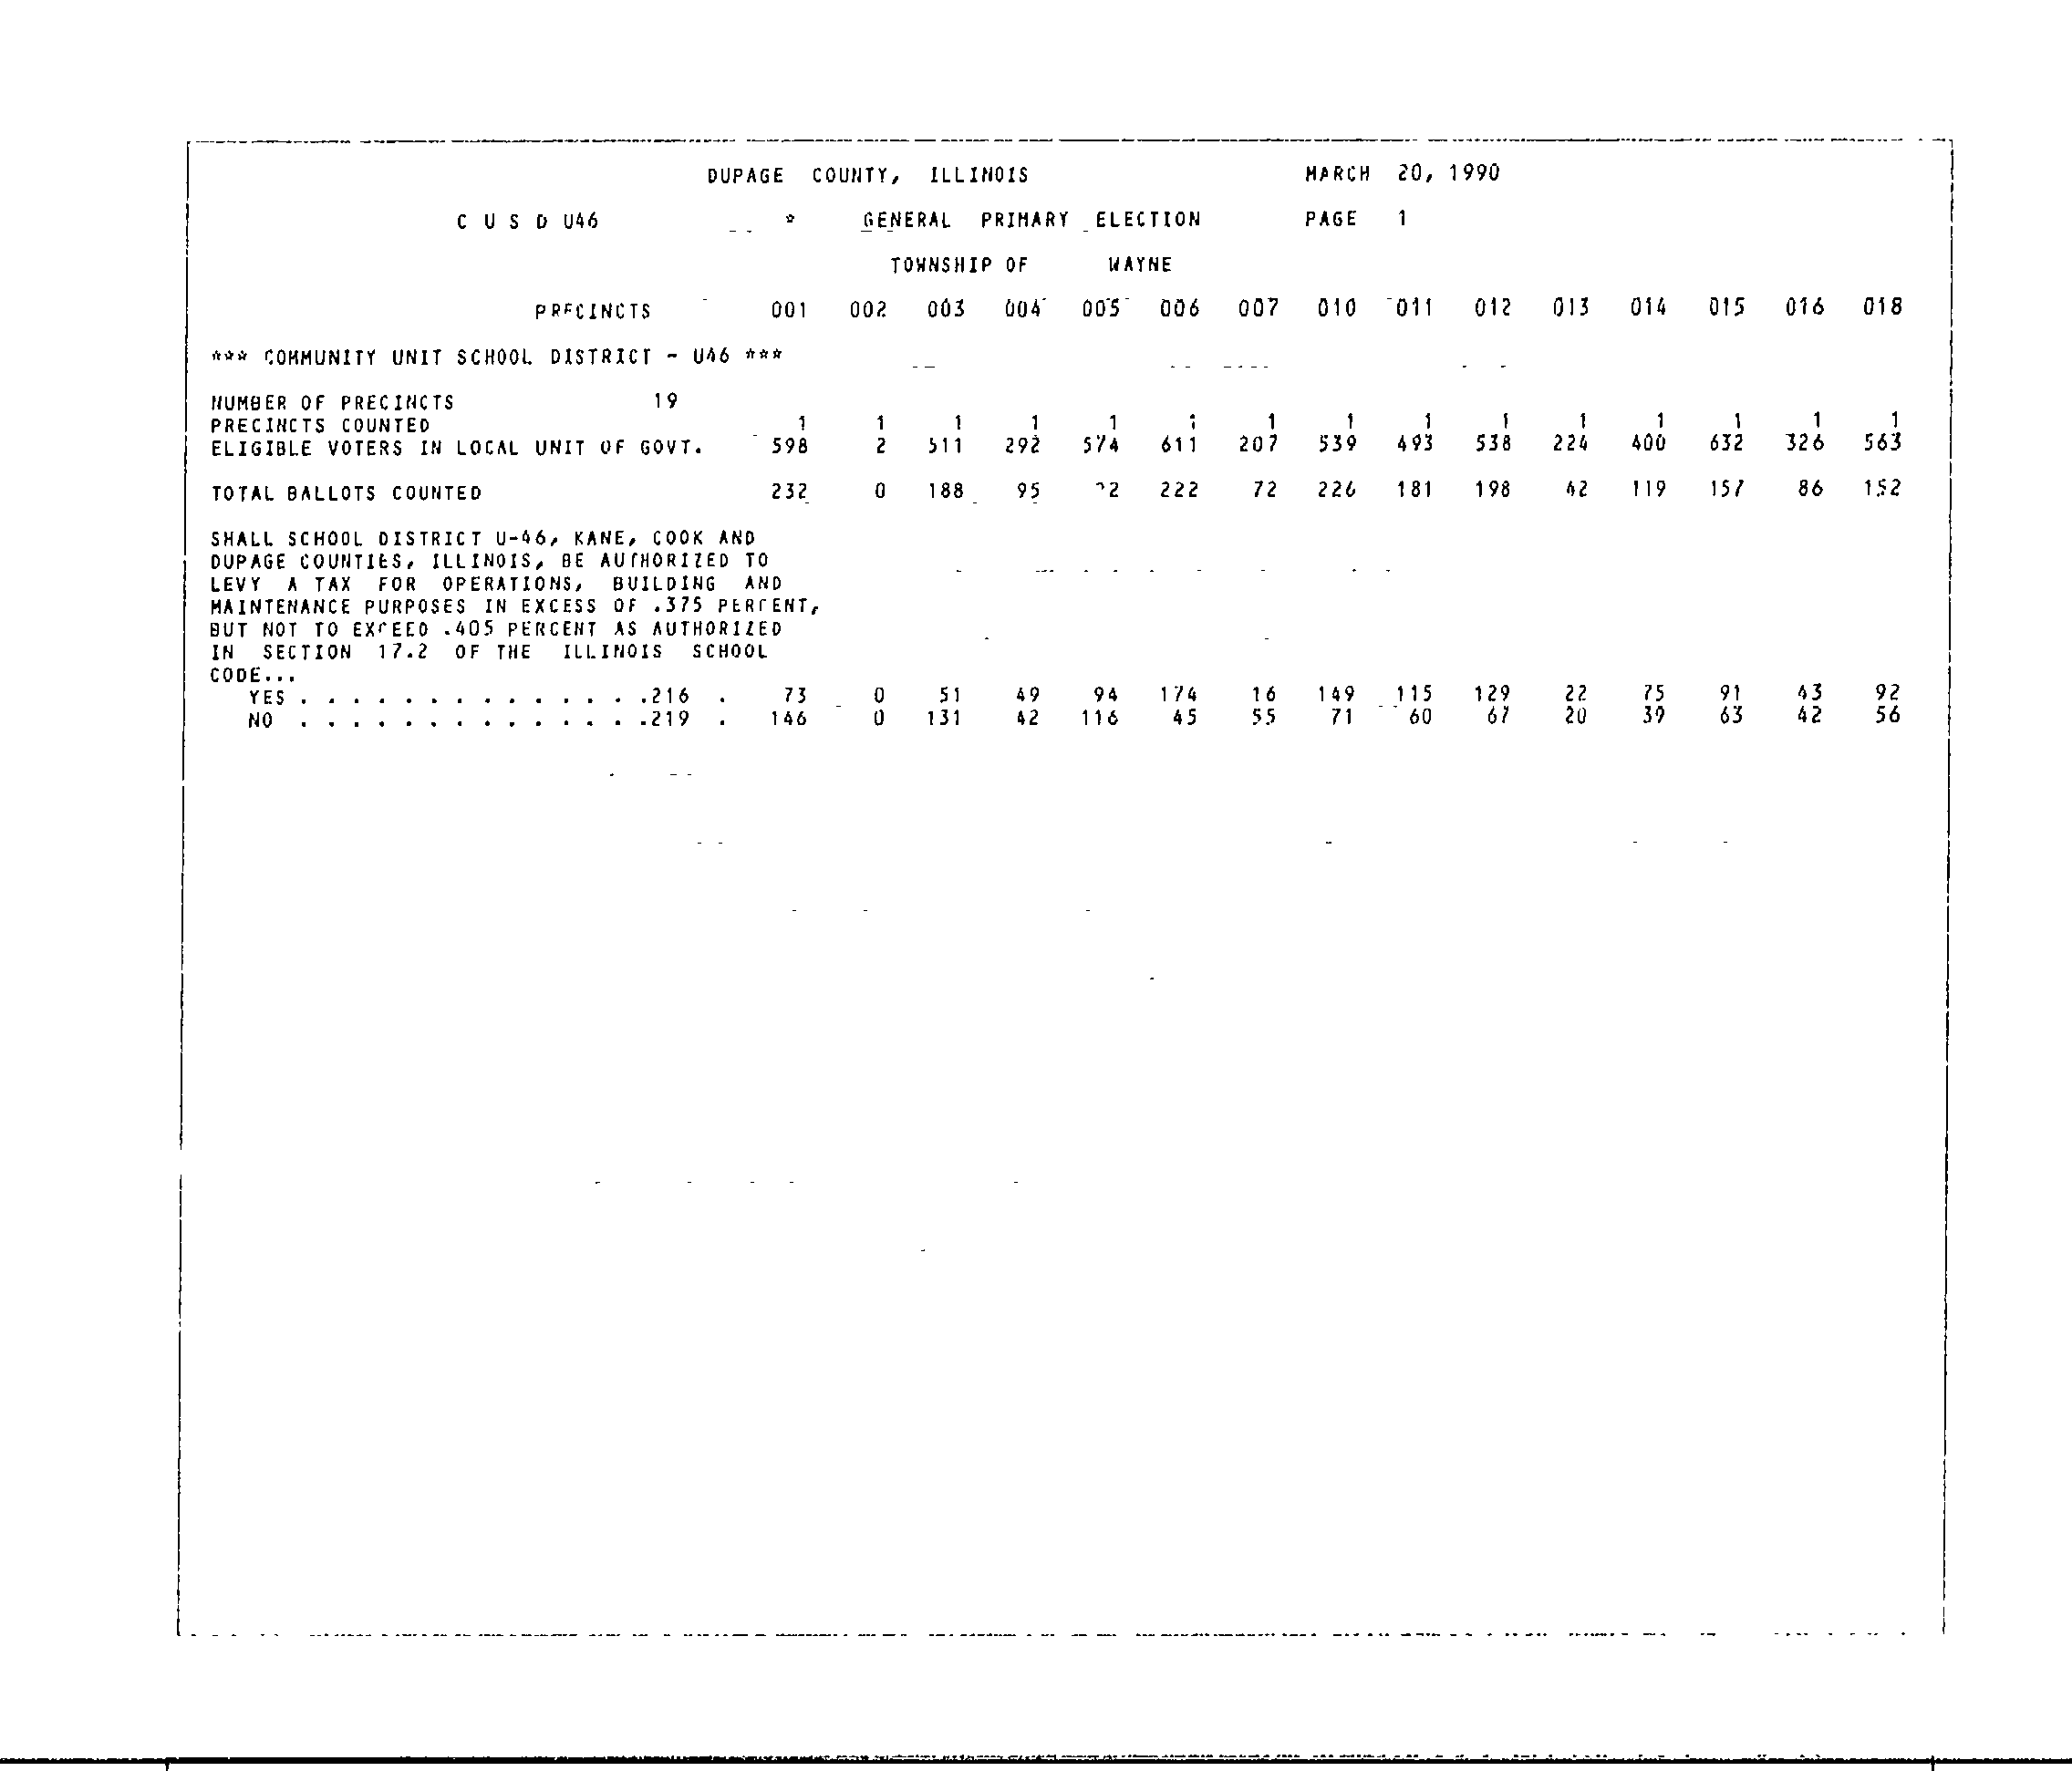 DUPAGE COUNTY, ILLINOIS MARCH 20, 1990
C U S D U46 * GENERAL PRIMARY ELECTION PAGE 1
TOWNSHIP OF WAYNE
PRECINCTS 001 002 003 004 005 006 007 010 011 012 013 014 015 016 018
*** COMMUNITY UNIT SCHOOL DISTRICT - U46 ***
NUMBER OF PRECINCTS 19
PRECINCTS COUNTED 1 1 1 1 1 1 1 1 1 1 1 1 1 1 1
ELIGIBLE VOTERS IN LOCAL UNIT OF GOVT. 598 2 511 292 574 611 207 539 493 538 224 400 632 326 563
TOTAL BALLOTS COUNTED 232 0 188 95 222 72 226 181 198 42 119 157 86 152
SHALL SCHOOL DISTRICT U-46, KANE, COOK AND
DUPAGE COUNTIES, ILLINOIS, BE AUTHORIZED TO
LEVY A TAX FOR OPERATIONS, BUILDING AND
MAINTENANCE PURPOSES IN EXCESS OF .375 PERCENT,
BUT NOT TO EXCEED .405 PERCENT AS AUTHORIZED
IN SECTION 17.2 OF THE ILLINOIS SCHOOL
CODE...
YES . . . . . . . . . . . . . .216 . 73 0 51 49 94 174 16 149 115 129 22 75 91 43 92
NO . . . . . . . . . . . . . .219 . 146 0 131 42 116 45 55 71 60 67 20 39 63 42 56